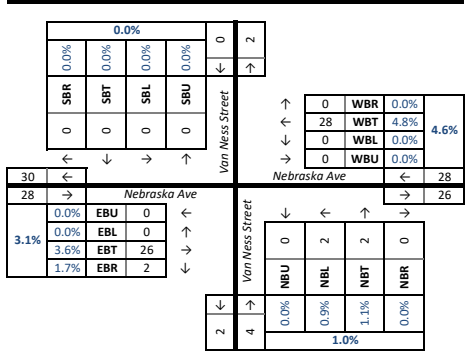 0.0%
0.0% 0.0% 0.0% 0.0%
SBR SBT SBL SBU
0 0 0 0
← ↓ → ↑
0 2
↓ ↑
Van Ness Street
↑ 0 WBR 0.0%
← 28 WBT 4.8%
↓ 0 WBL 0.0%
→ 0 WBU 0.0%
4.6%
Nebraska Ave ← 28
→ 26
30 ←
28 → Nebraska Ave
3.1%
0.0% EBU 0 ←
0.0% EBL 0 ↑
3.6% EBT 26 →
1.7% EBR 2 ↓
Van Ness Street
↓ ↑
2 4
↓ ← ↑ →
0 2 2 0
NBU NBL NBT NBR
0.0% 0.9% 1.1% 0.0%
1.0%